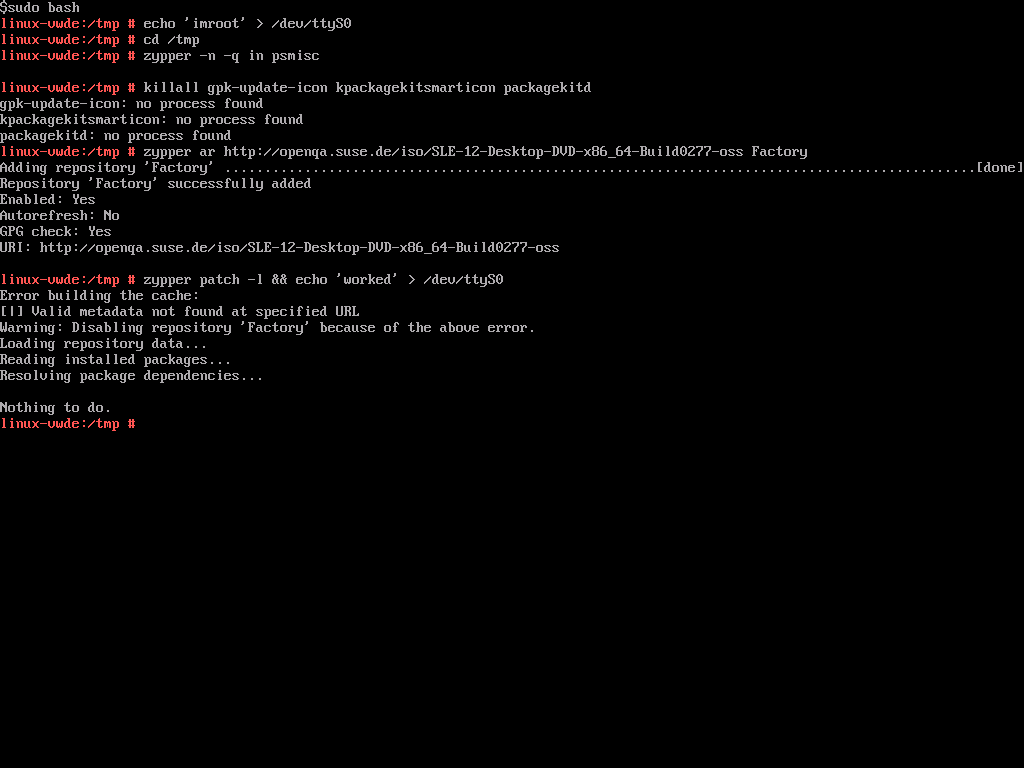 $sudo bash
linux-vwde:/tmp # echo 'imroot' > /dev/ttyS0
linux-vwde:/tmp # cd /tmp
linux-vwde:/tmp # zypper -n -q in psmisc
linux-vwde:/tmp # killall gpk-update-icon kpackagekitsmarticon packagekitd
gpk-update-icon: no process found
kpackagekitsmarticon: no process found
packagekitd: no process found
linux-vwde:/tmp # zypper ar http://openqa.suse.de/iso/SLE-12-Desktop-DVD-x86_64-Build0277-oss Factory
Adding repository 'Factory' ..............................................................................................[done]
Repository 'Factory' successfully added
Enabled: Yes
Autorefresh: No
GPG check: Yes
URI: http://openqa.suse.de/iso/SLE-12-Desktop-DVD-x86_64-Build0277-oss
linux-vwde:/tmp # zypper patch -l && echo 'worked' > /dev/ttyS0
Error building the cache:
[|] Valid metadata not found at specified URL
Warning: Disabling repository 'Factory' because of the above error.
Loading repository data...
Reading installed packages...
Resolving package dependencies...
Nothing to do.
linux-vwde:/tmp #